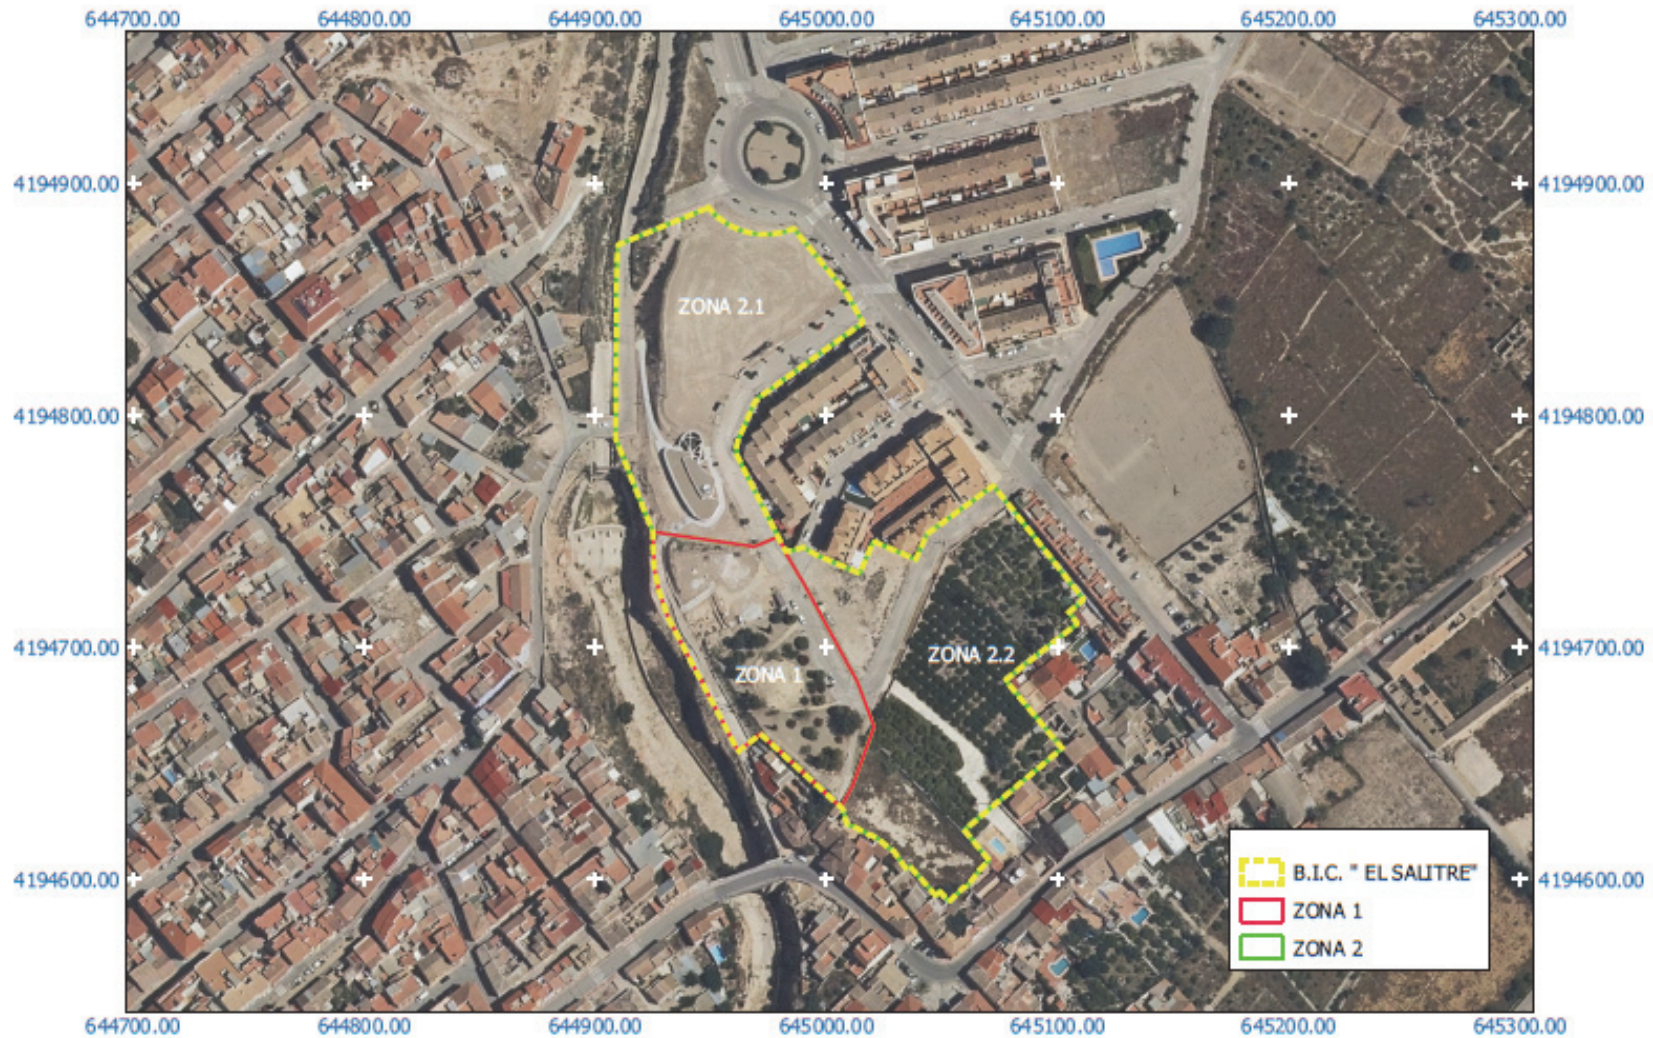 644700.00 644800.00 644900.00 645000.00 645100.00 645200.00 645300.00
4194900.00 4194900.00
ZONA 2.1
4194800.00 4194800.00
4194700.00 4194700.00
ZONA 2.2
ZONA 1
4194600.00 4194600.00
B.I.C. " EL SALITRE"
ZONA 1
ZONA 2
644700.00 644800.00 644900.00 645000.00 645100.00 645200.00 645300.00